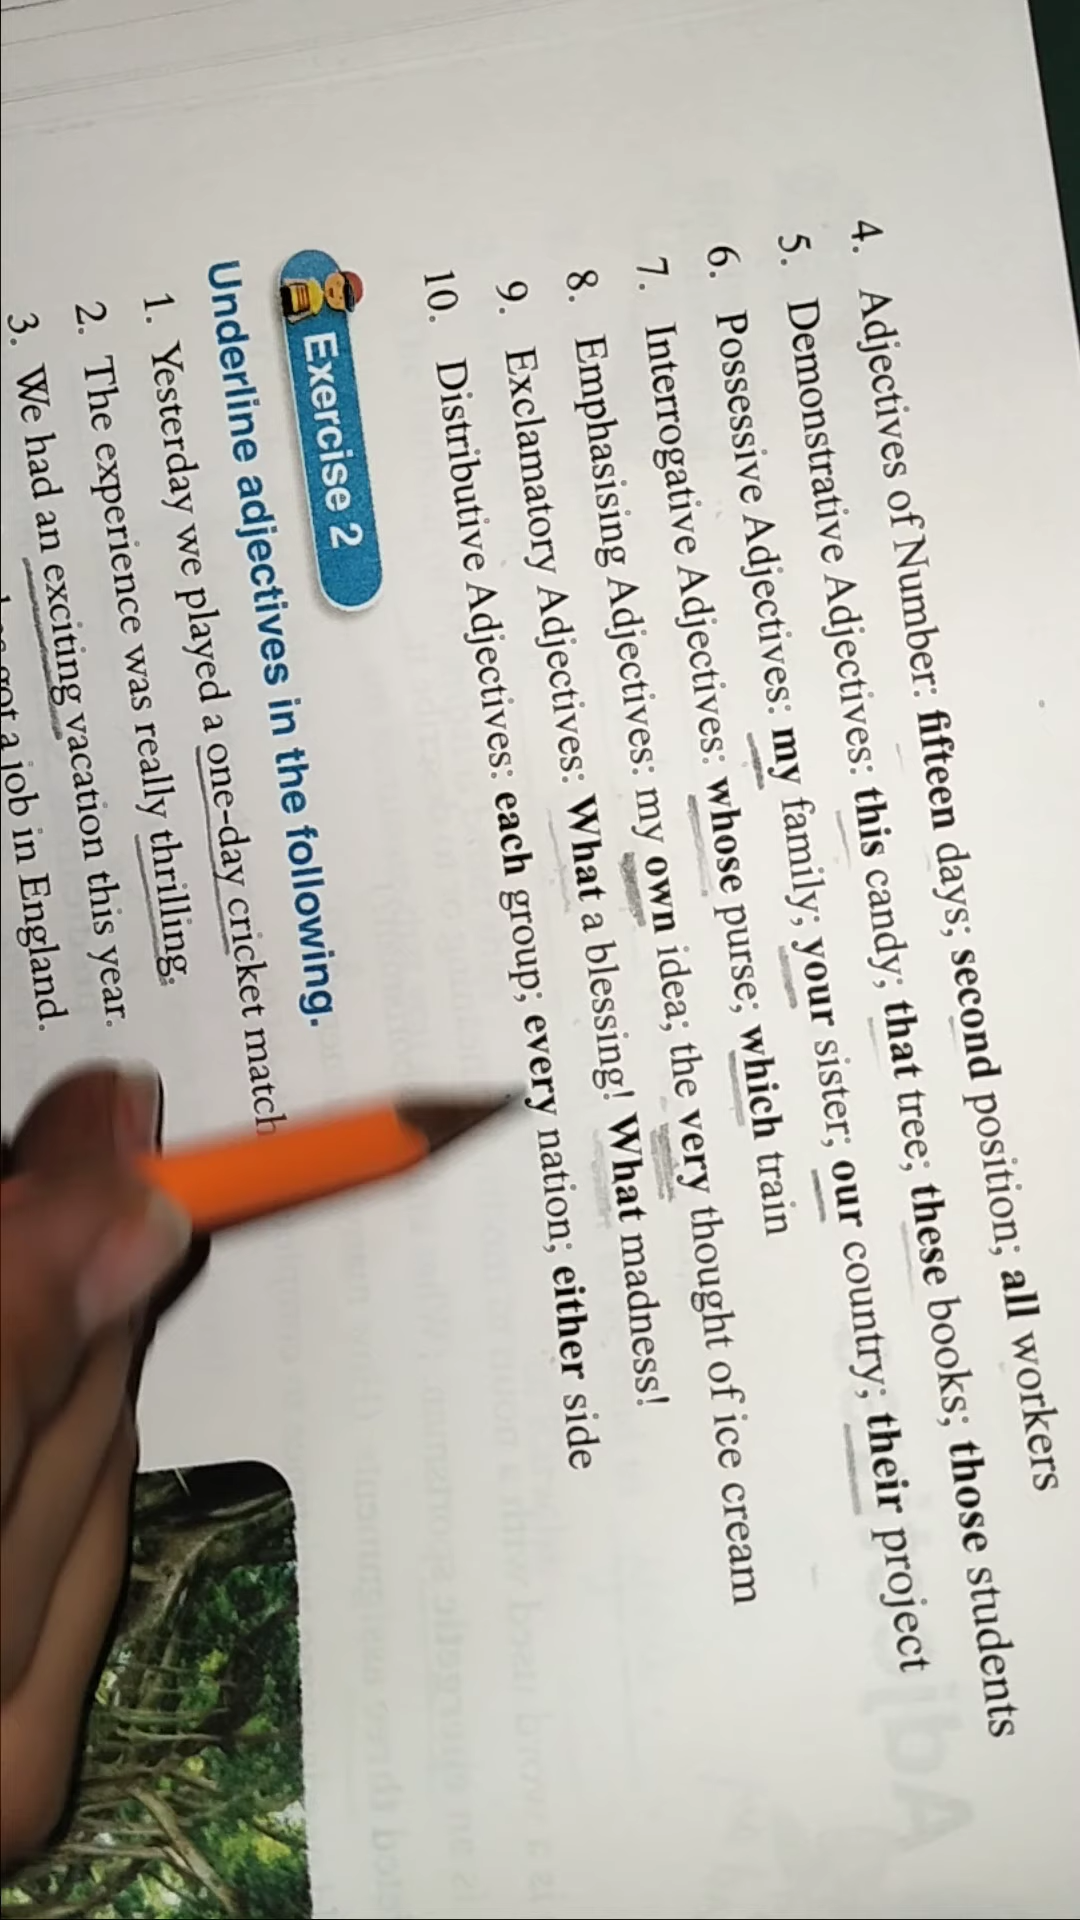 4. Adjectives of Number: fifteen days; second position; all workers
5. Demonstrative Adjectives: this candy; that tree; these books; those students
6. Possessive Adjectives: my family; your sister; our country; their project
7. Interrogative Adjectives: whose purse; which train
8. Emphasising Adjectives: my own idea; the very thought of ice cream
9. Exclamatory Adjectives: What a blessing! What madness!
10. Distributive Adjectives: each group; every nation; either side
Exercise 2
Underline adjectives in the following.
1. Yesterday we played a one-day cricket match
2. The experience was really thrilling.
3. We had an exciting vacation this year.
got a job in England.